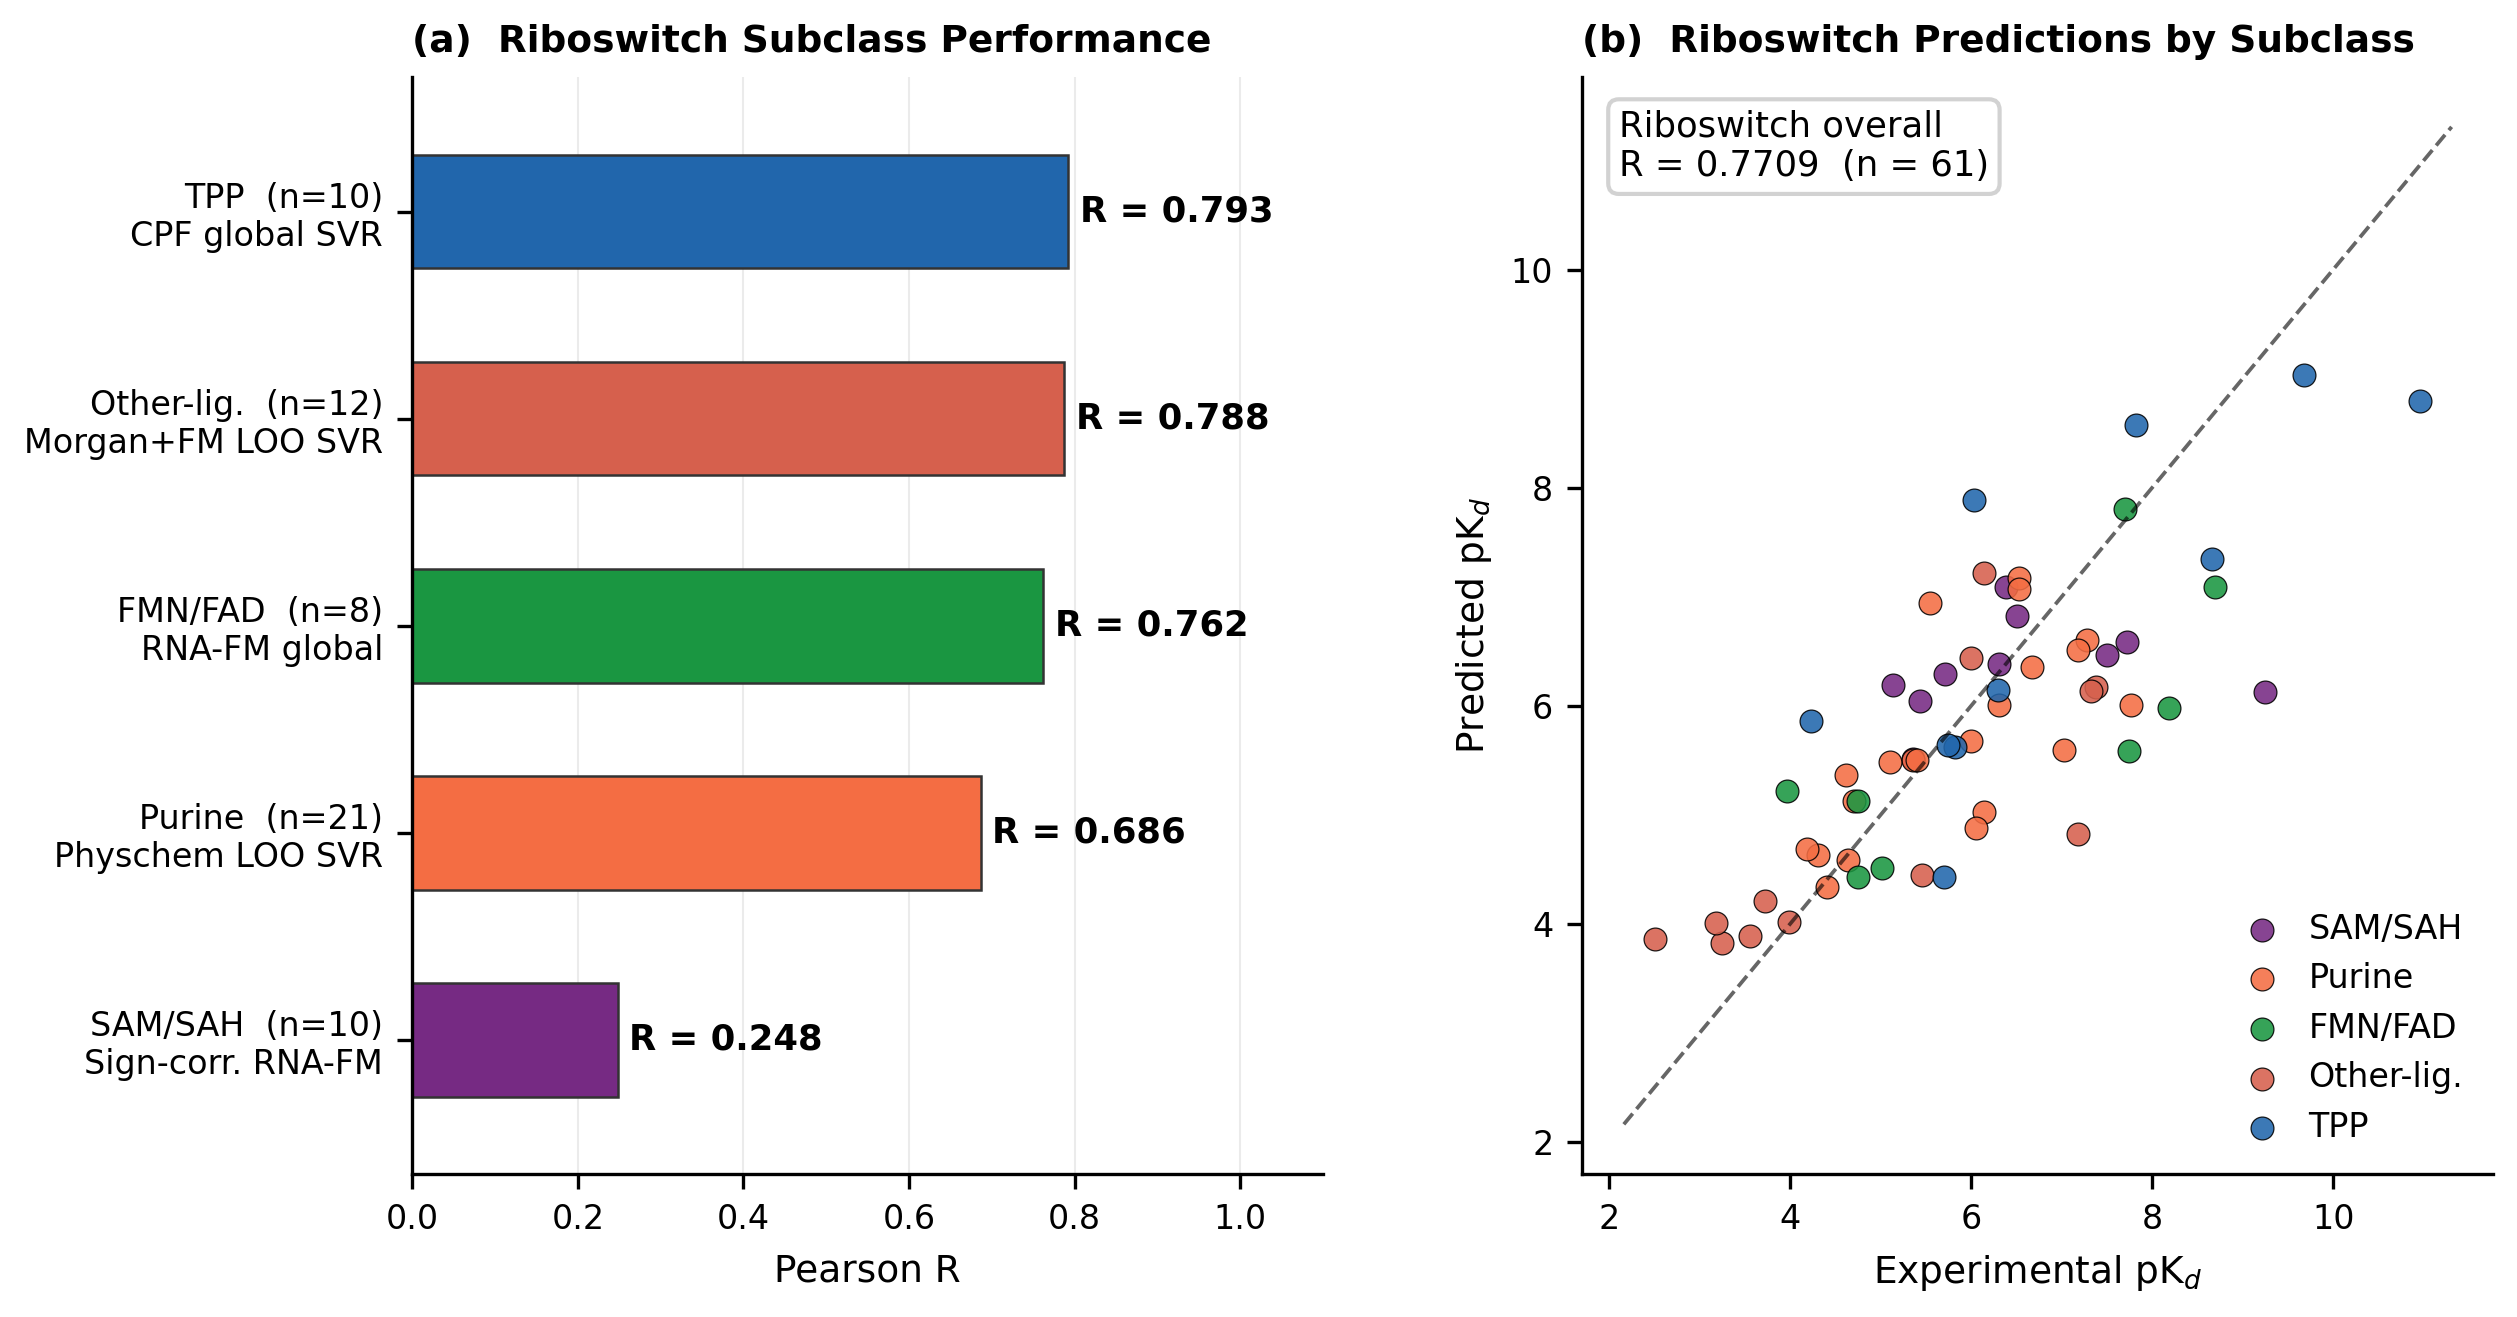 (a) Riboswitch Subclass Performance
TPP (n=10)
CPF global SVR
R = 0.793
Other-lig. (n=12)
Morgan+FM LOO SVR
R = 0.788
FMN/FAD (n=8)
RNA-FM global
R = 0.762
Purine (n=21)
Physchem LOO SVR
R = 0.686
SAM/SAH (n=10)
Sign-corr. RNA-FM
R = 0.248
0.0 0.2 0.4 0.6 0.8 1.0
Pearson R
(b) Riboswitch Predictions by Subclass
Riboswitch overall
R = 0.7709 (n = 61)
Predicted pKd
10
8
6
4
2
SAM/SAH
Purine
FMN/FAD
Other-lig.
TPP
2 4 6 8 10
Experimental pKd